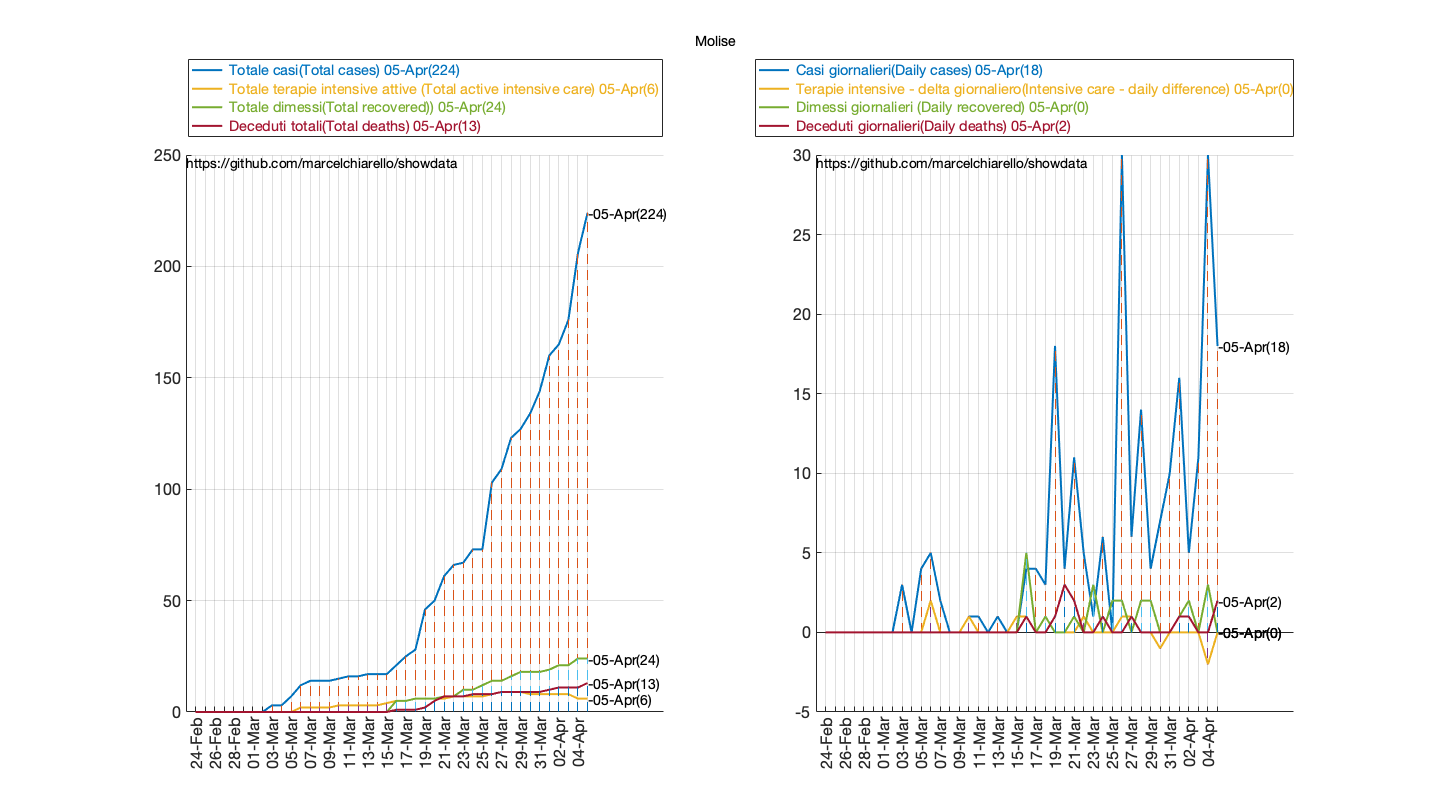 Molise
Totale casi(Total cases) 05-Apr(224)
Totale terapie intensive attive (Total active intensive care) 05-Apr(6)
Totale dimessi(Total recovered)) 05-Apr(24)
Deceduti totali(Total deaths) 05-Apr(13)
250
https://github.com/marcelchiarello/showdata
-05-Apr(224)
200
150
100
50
-05-Apr(24)
-05-Apr(13)
-05-Apr(6)
0
24-Feb
26-Feb
28-Feb
01-Mar
03-Mar
05-Mar
07-Mar
09-Mar
11-Mar
13-Mar
15-Mar
17-Mar
19-Mar
21-Mar
23-Mar
25-Mar
27-Mar
29-Mar
31-Mar
02-Apr
04-Apr
Casi giornalieri(Daily cases) 05-Apr(18)
Terapie intensive - delta giornaliero(Intensive care - daily difference) 05-Apr(0)
Dimessi giornalieri (Daily recovered) 05-Apr(0)
Deceduti giornalieri(Daily deaths) 05-Apr(2)
30
https://github.com/marcelchiarello/showdata
25
20
-05-Apr(18)
15
10
5
-05-Apr(2)
0
-05-Apr(0)
-5
24-Feb
26-Feb
28-Feb
01-Mar
03-Mar
05-Mar
07-Mar
09-Mar
11-Mar
13-Mar
15-Mar
17-Mar
19-Mar
21-Mar
23-Mar
25-Mar
27-Mar
29-Mar
31-Mar
02-Apr
04-Apr